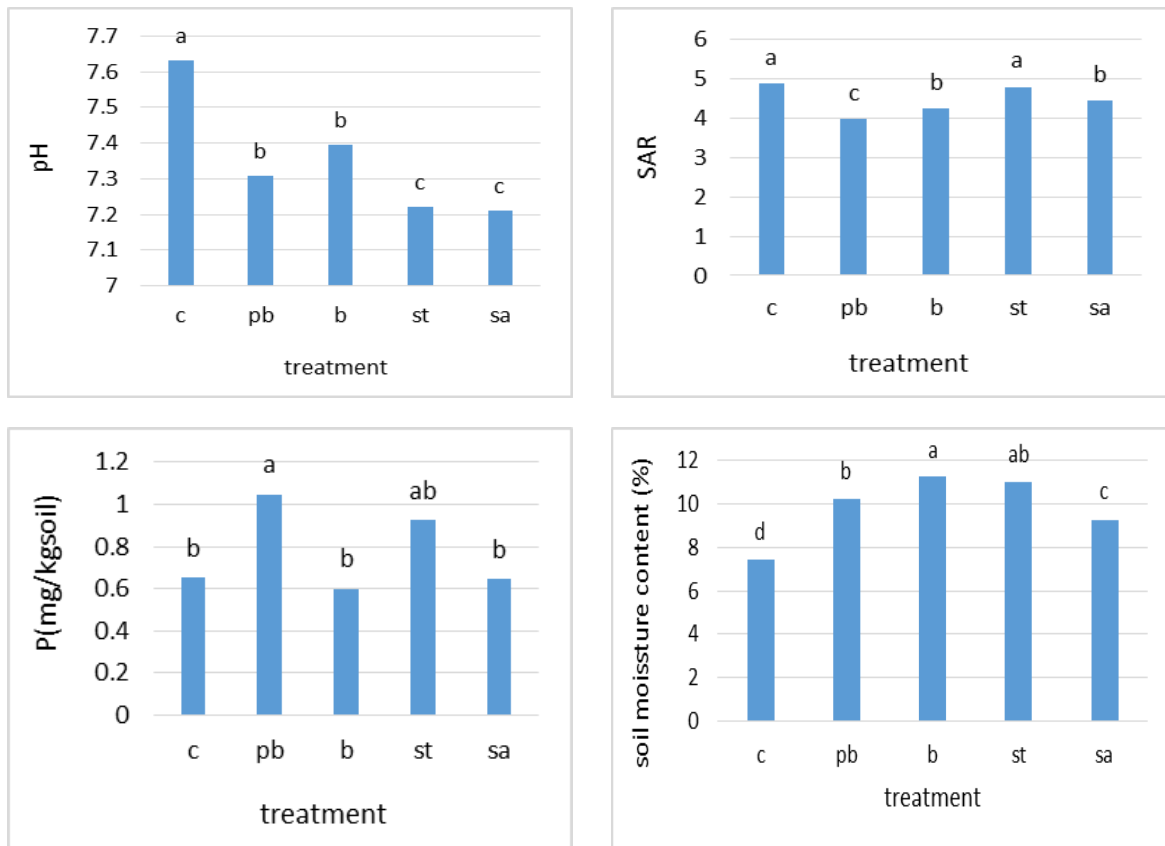 7.7
7.6
7.5
7.4
7.3
7.2
7.1
7
pH
a
b
b
c
c
c pb b st sa
treatment
6
5
4
3
2
1
0
SAR
a
c
b
a
b
c pb b st sa
treatment
1.2
1
0.8
0.6
0.4
0.2
0
P(mg/kgsoil)
b
a
b
ab
b
c pb b st sa
treatment
12
10
8
6
4
2
0
soil moissture content (%)
d
b
a
ab
c
c pb b st sa
treatment